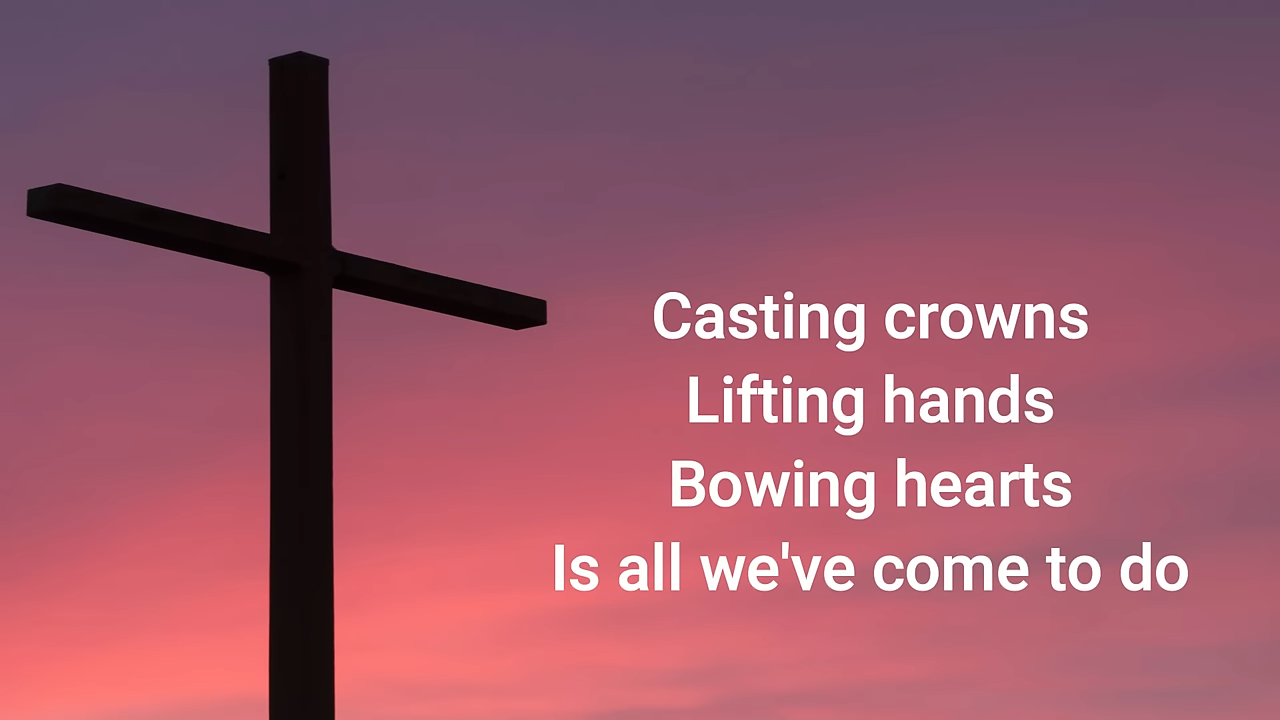 Casting crowns
Lifting hands
Bowing hearts
Is all we've come to do